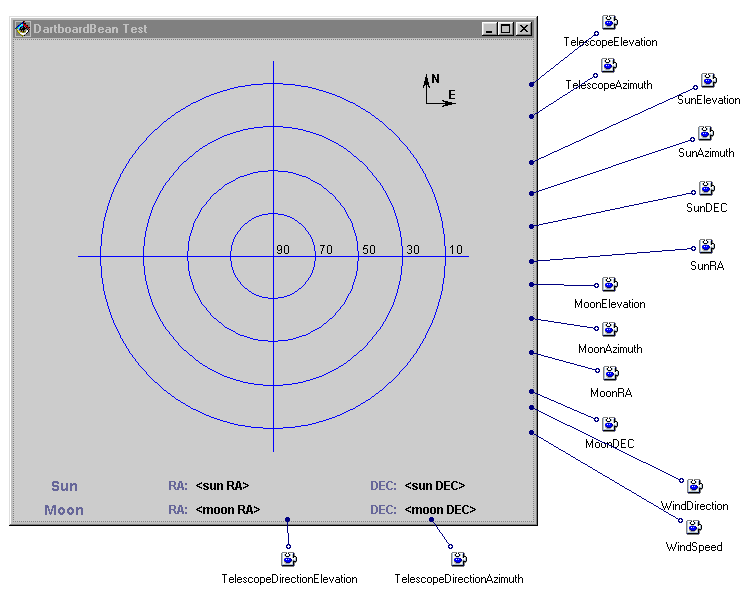 DartboardBean Test
TelescopeElevation
TelescopeAzimuth
SunElevation
SunAzimuth
SunDEC
SunRA
MoonElevation
MoonAzimuth
MoonRA
MoonDEC
WindDirection
WindSpeed
N
E
90 70 50 30 10
Sun RA: <sun RA> DEC: <sun DEC>
Moon RA: <moon RA> DEC: <moon DEC>
TelescopeDirectionElevation
TelescopeDirectionAzimuth